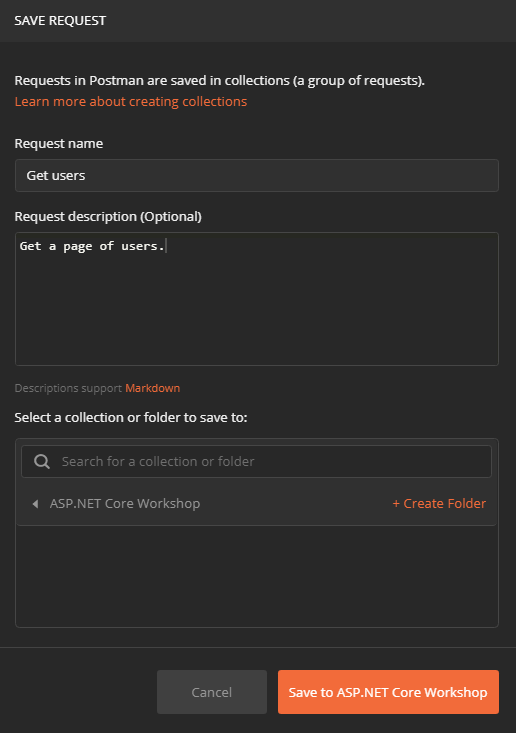 SAVE REQUEST
Requests in Postman are saved in collections (a group of requests).
Learn more about creating collections
Request name
Get users
Request description (Optional)
Get a page of users.
Descriptions support Markdown
Select a collection or folder to save to:
Search for a collection or folder
ASP.NET Core Workshop + Create Folder
Cancel Save to ASP.NET Core Workshop